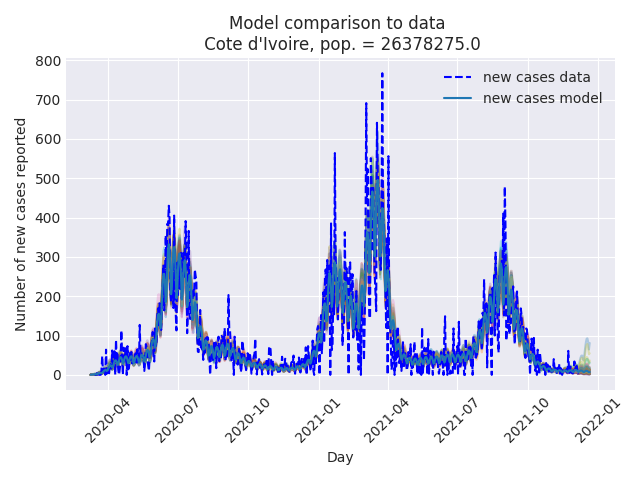 Model comparison to data
Cote d'Ivoire, pop. = 26378275.0
800
700
600
500
400
300
200
100
0
Number of new cases reported
new cases data
new cases model
2020-04
2020-07
2020-10
2021-01
2021-04
2021-07
2021-10
2022-01
Day